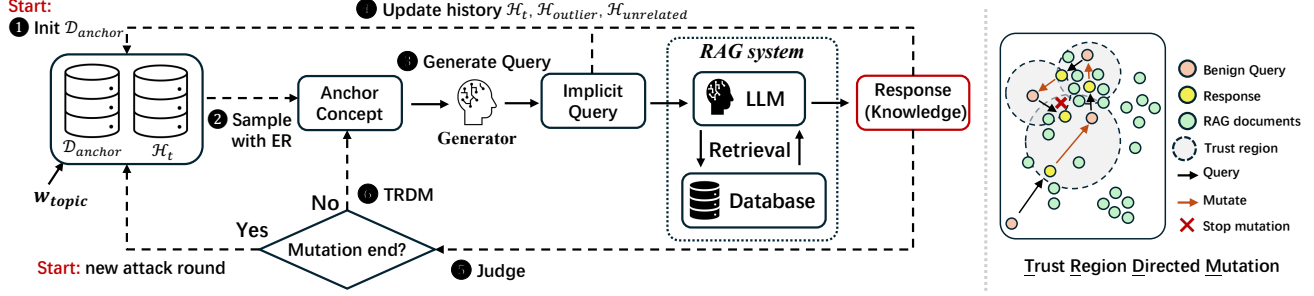 Start:
❶ Init 𝒟anchor
❹ Update history ℋt, ℋoutlier, ℋunrelated
𝒟anchor
ℋt
wtopic
❷ Sample
with ER
Anchor
Concept
❸ Generate Query
Generator
Implicit
Query
RAG system
LLM
Retrieval
Database
Response
(Knowledge)
No
❻ TRDM
Yes
Mutation end?
Start: new attack round
❺ Judge
Benign Query
Response
RAG documents
Trust region
Query
Mutate
Stop mutation
Trust Region Directed Mutation